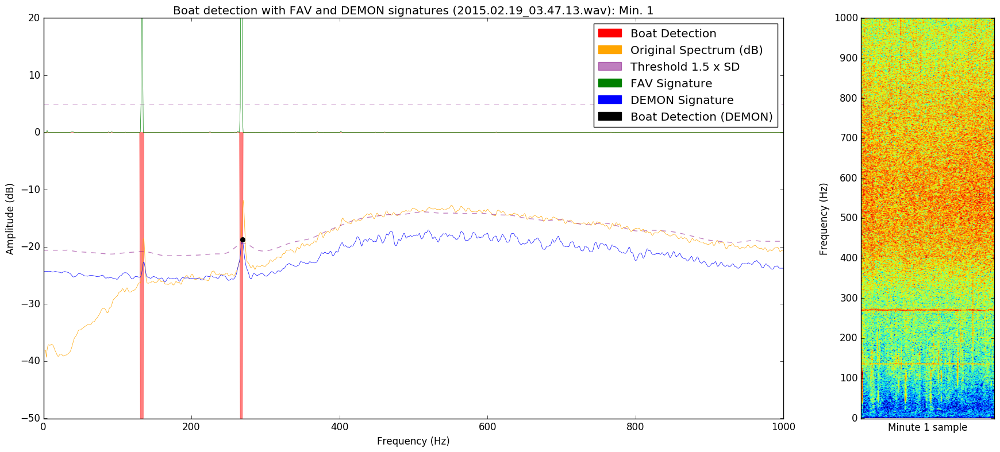 Boat detection with FAV and DEMON signatures (2015.02.19_03.47.13.wav): Min. 1
20
10
0
−10
−20
−30
−40
−50
Amplitude (dB)
0
200
400
600
800
1000
Frequency (Hz)
Boat Detection
Original Spectrum (dB)
Threshold 1.5 x SD
FAV Signature
DEMON Signature
Boat Detection (DEMON)
1000
900
800
700
600
500
400
300
200
100
0
Frequency (Hz)
Minute 1 sample